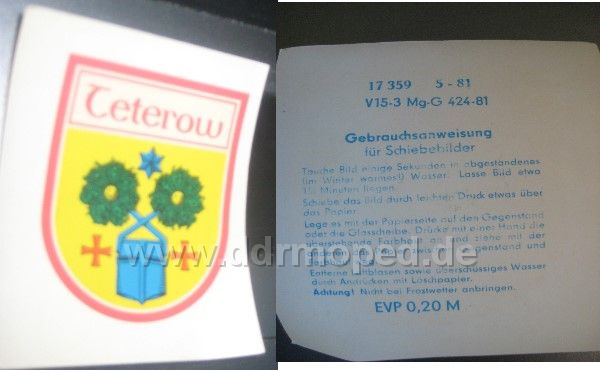 Teterow
17 359 5-81
V15-3 Mg-G 424-81
Gebrauchsanweisung
für Schiebebilder
Tauche Bild einige Sekunden in abgestandenes
(im Winter warmes!) Wasser. Lasse Bild etwa
Minuten liegen.
Schiebe das Bild durch leichten Druck etwas über
das Papier.
Lege es mit der Papierseite auf den Gegenstand
oder die Glasscheibe. Drücke mit einer Hand die
überstehende Farbhaut an und ziehe mit der
Gegenstand und
Entferne Luftblasen sowie überschüssiges Wasser
durch Andrücken mit Löschpapier.
Achtung! Nicht bei Frostwetter anbringen.
EVP 0,20 M
www.ddrmoped.de